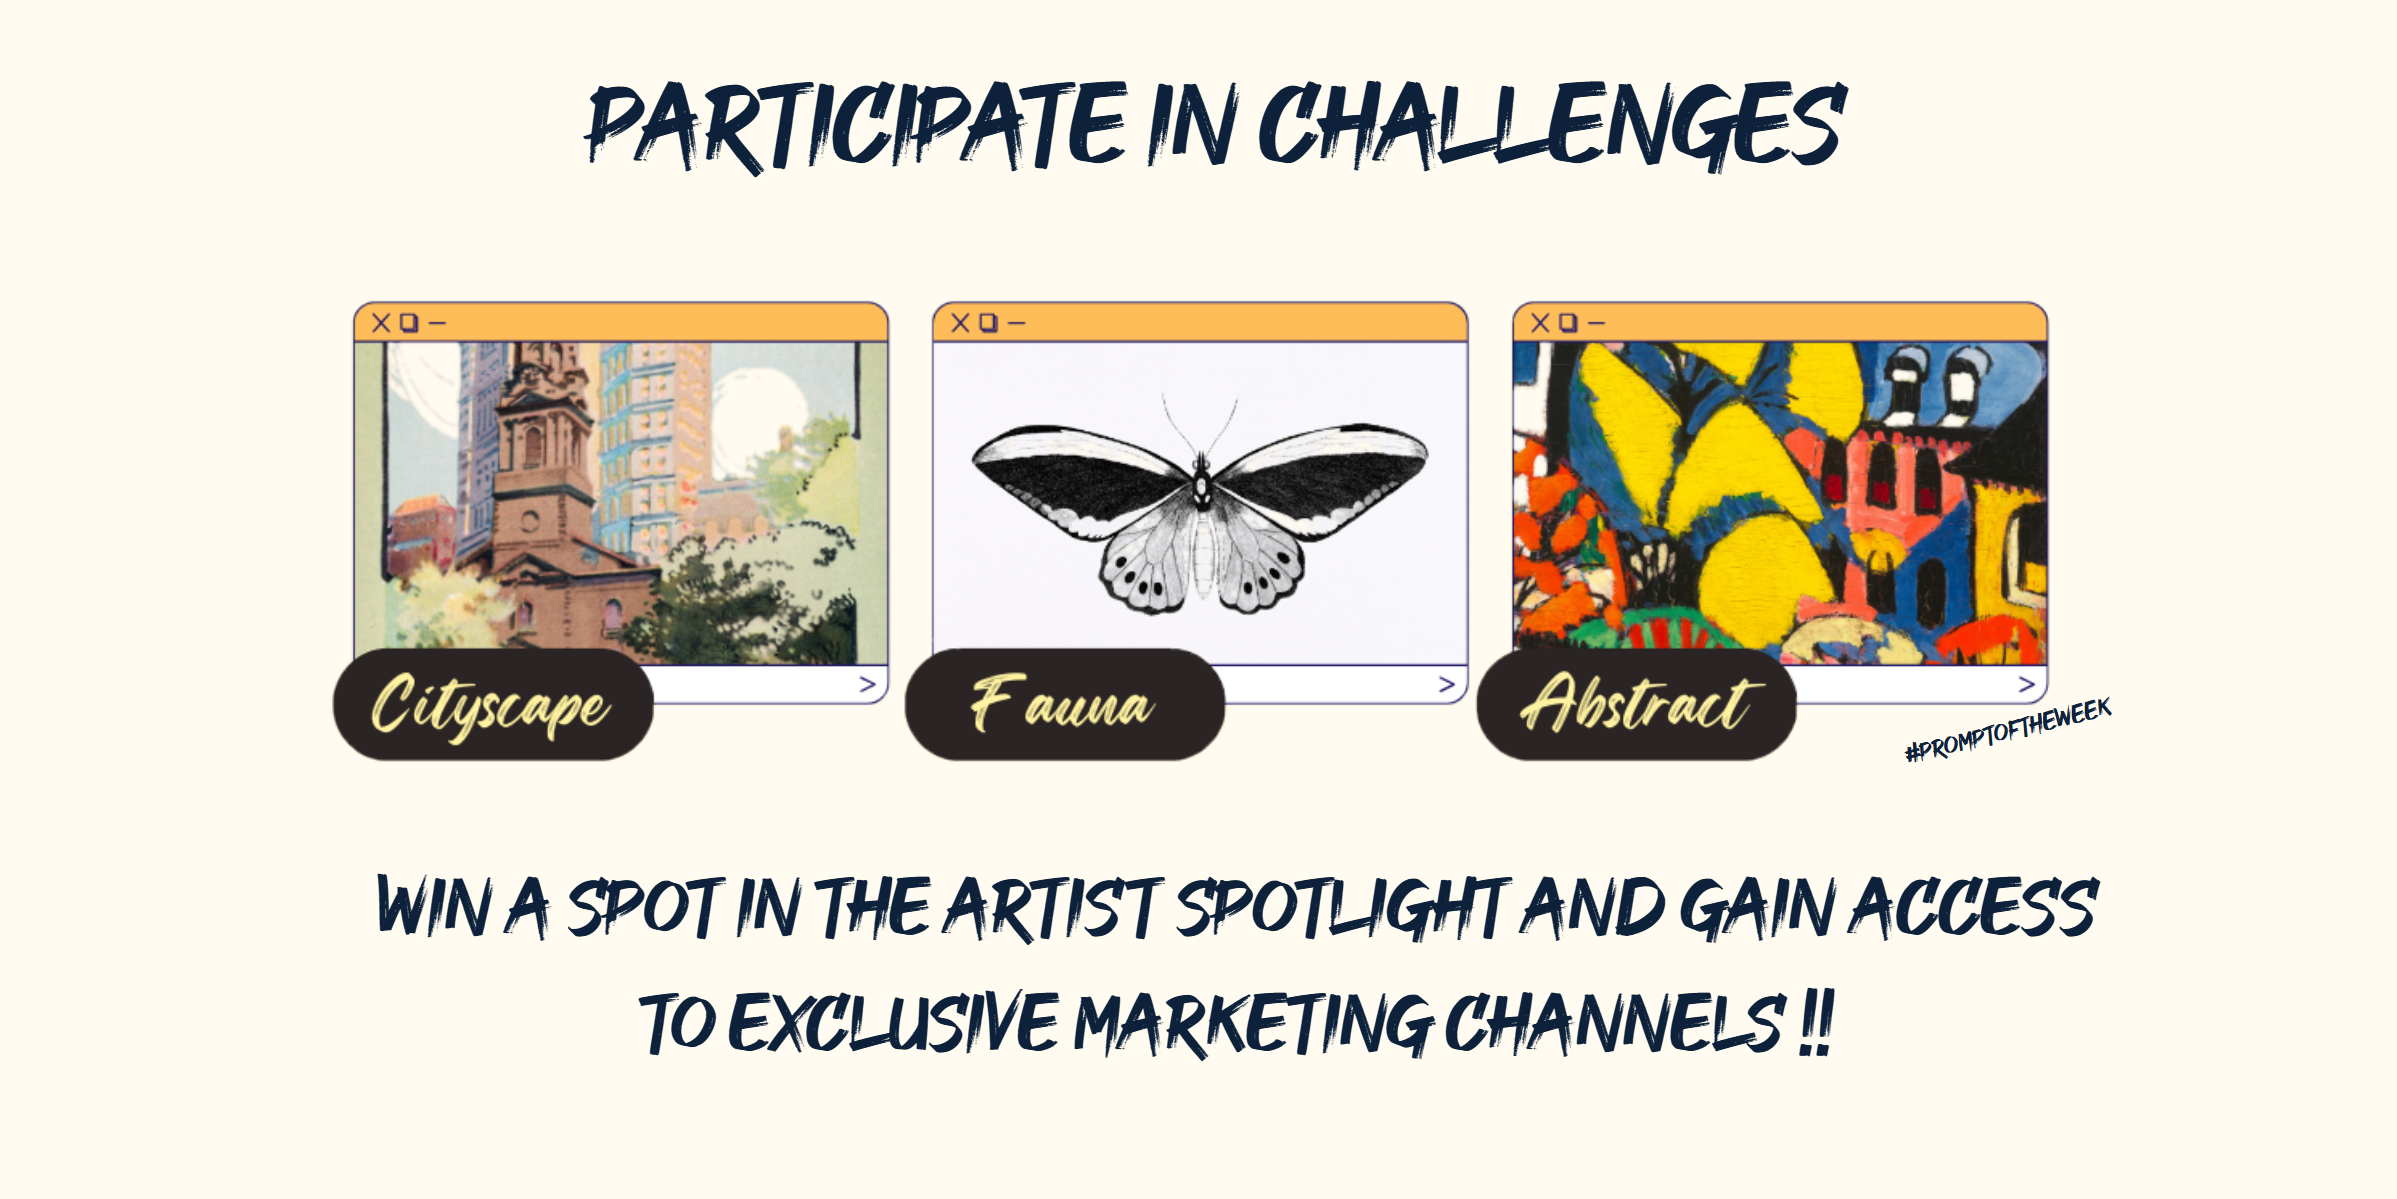 PARTICIPATE IN CHALLENGES
Cityscape
Fauna
Abstract
#PROMPTOFTHEWEEK
WIN A SPOT IN THE ARTIST SPOTLIGHT AND GAIN ACCESS
TO EXCLUSIVE MARKETING CHANNELS !!